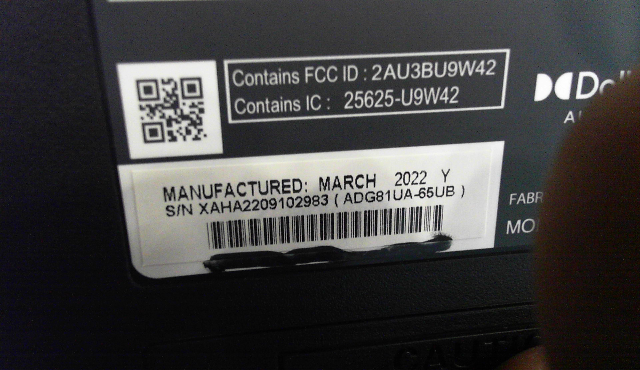 Contains FCC ID : 2AU3BU9W42
Contains IC : 25625-U9W42
MANUFACTURED: MARCH 2022 Y
S/N XAHA2209102983 ( ADG81UA-65UB )